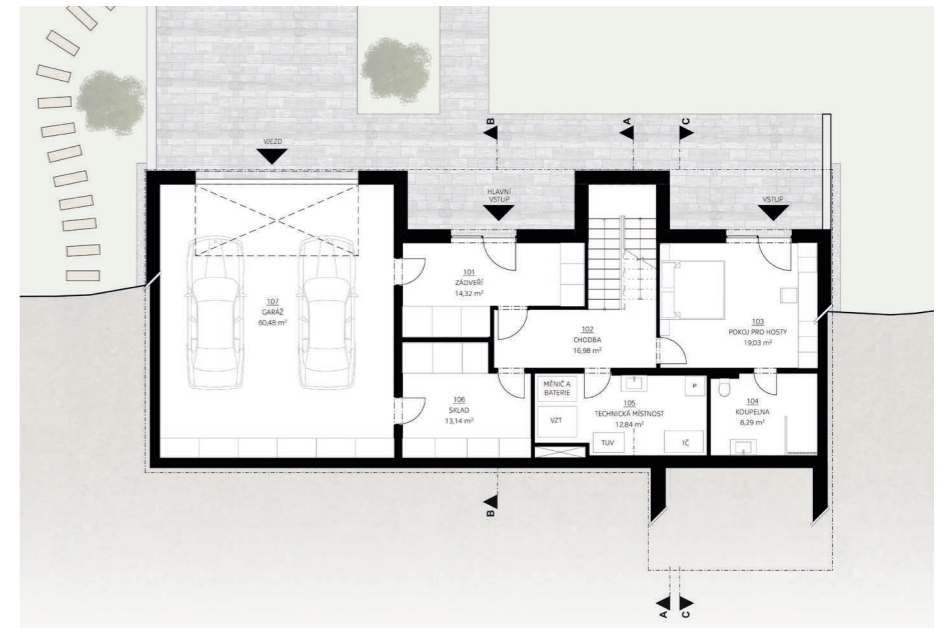 B
A
C
VJEZD
HLAVNÍ
VSTUP
VSTUP
101
ZÁDVEŘÍ
14,32 m²
107
GARÁŽ
60,48 m²
102
CHODBA
16,98 m²
103
POKOJ PRO HOSTY
19,03 m²
106
SKLAD
13,14 m²
MĚNIČ A
BATERIE
VZT
105
TECHNICKÁ MÍSTNOST
12,84 m²
TUV
TČ
P
104
KOUPELNA
8,29 m²
B
A
C